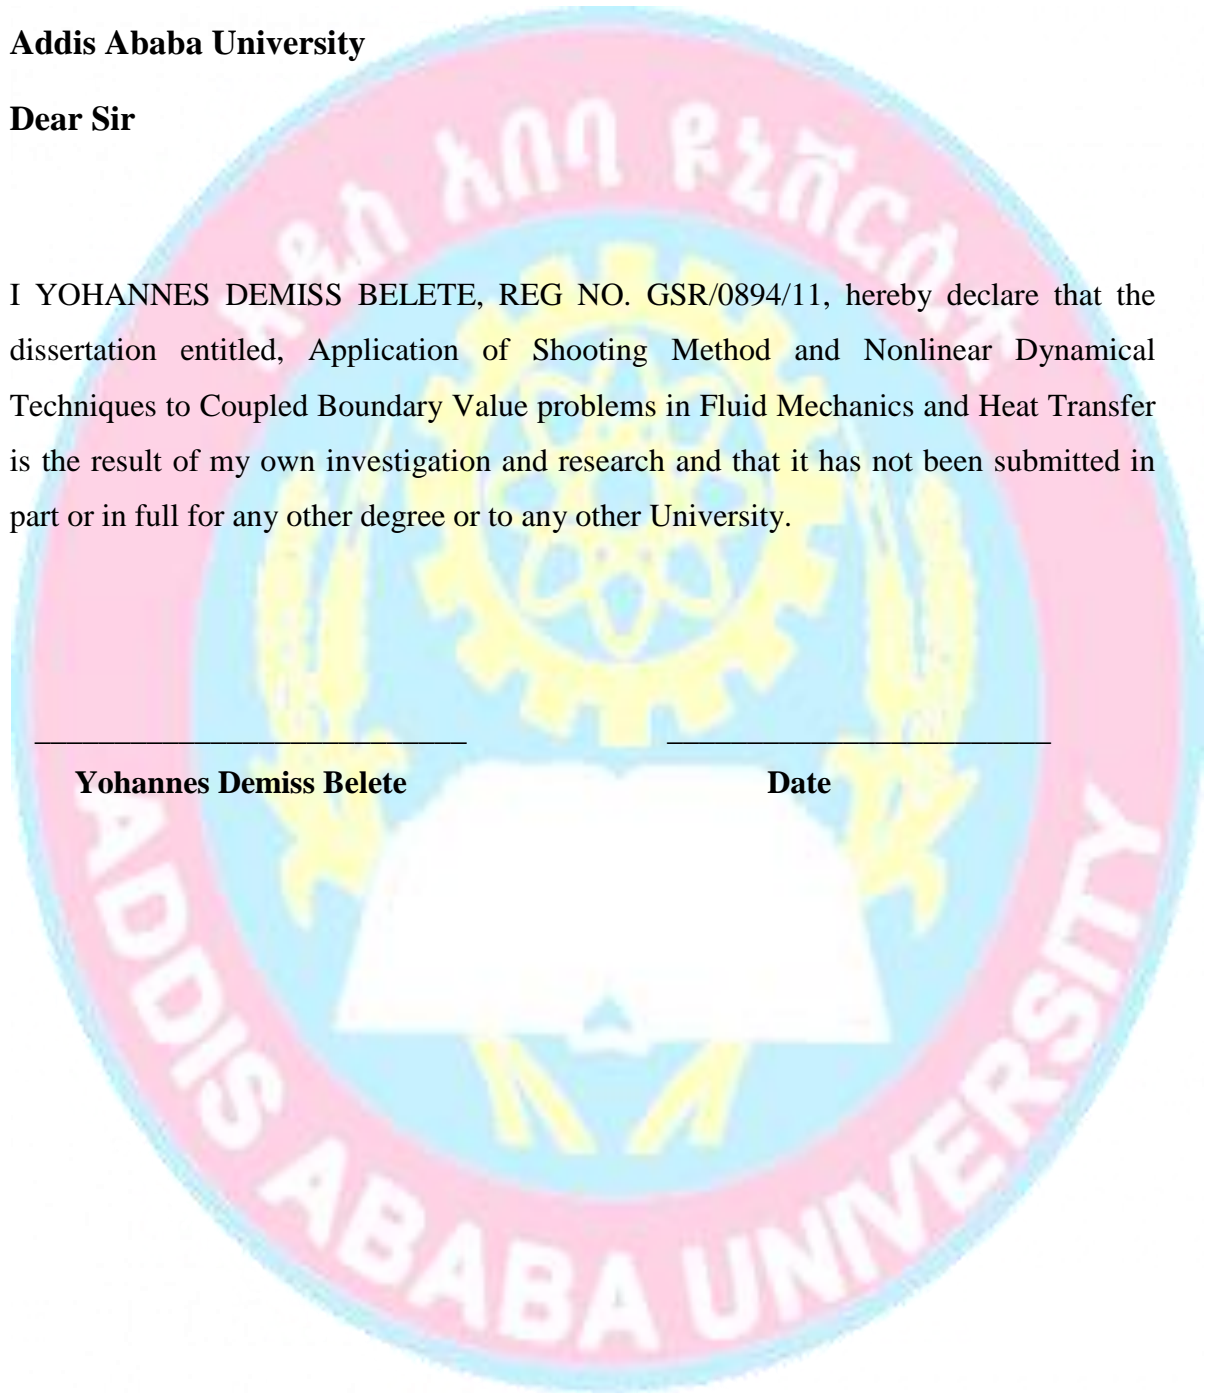 Addis Ababa University
Dear Sir
አዲስ አበባ ዩኒቨርሲቲ
I YOHANNES DEMISS BELETE, REG NO. GSR/0894/11, hereby declare that the
dissertation entitled, Application of Shooting Method and Nonlinear Dynamical
Techniques to Coupled Boundary Value problems in Fluid Mechanics and Heat Transfer
is the result of my own investigation and research and that it has not been submitted in
part or in full for any other degree or to any other University.
Yohannes Demiss Belete Date
ADDIS ABABA UNIVERSITY